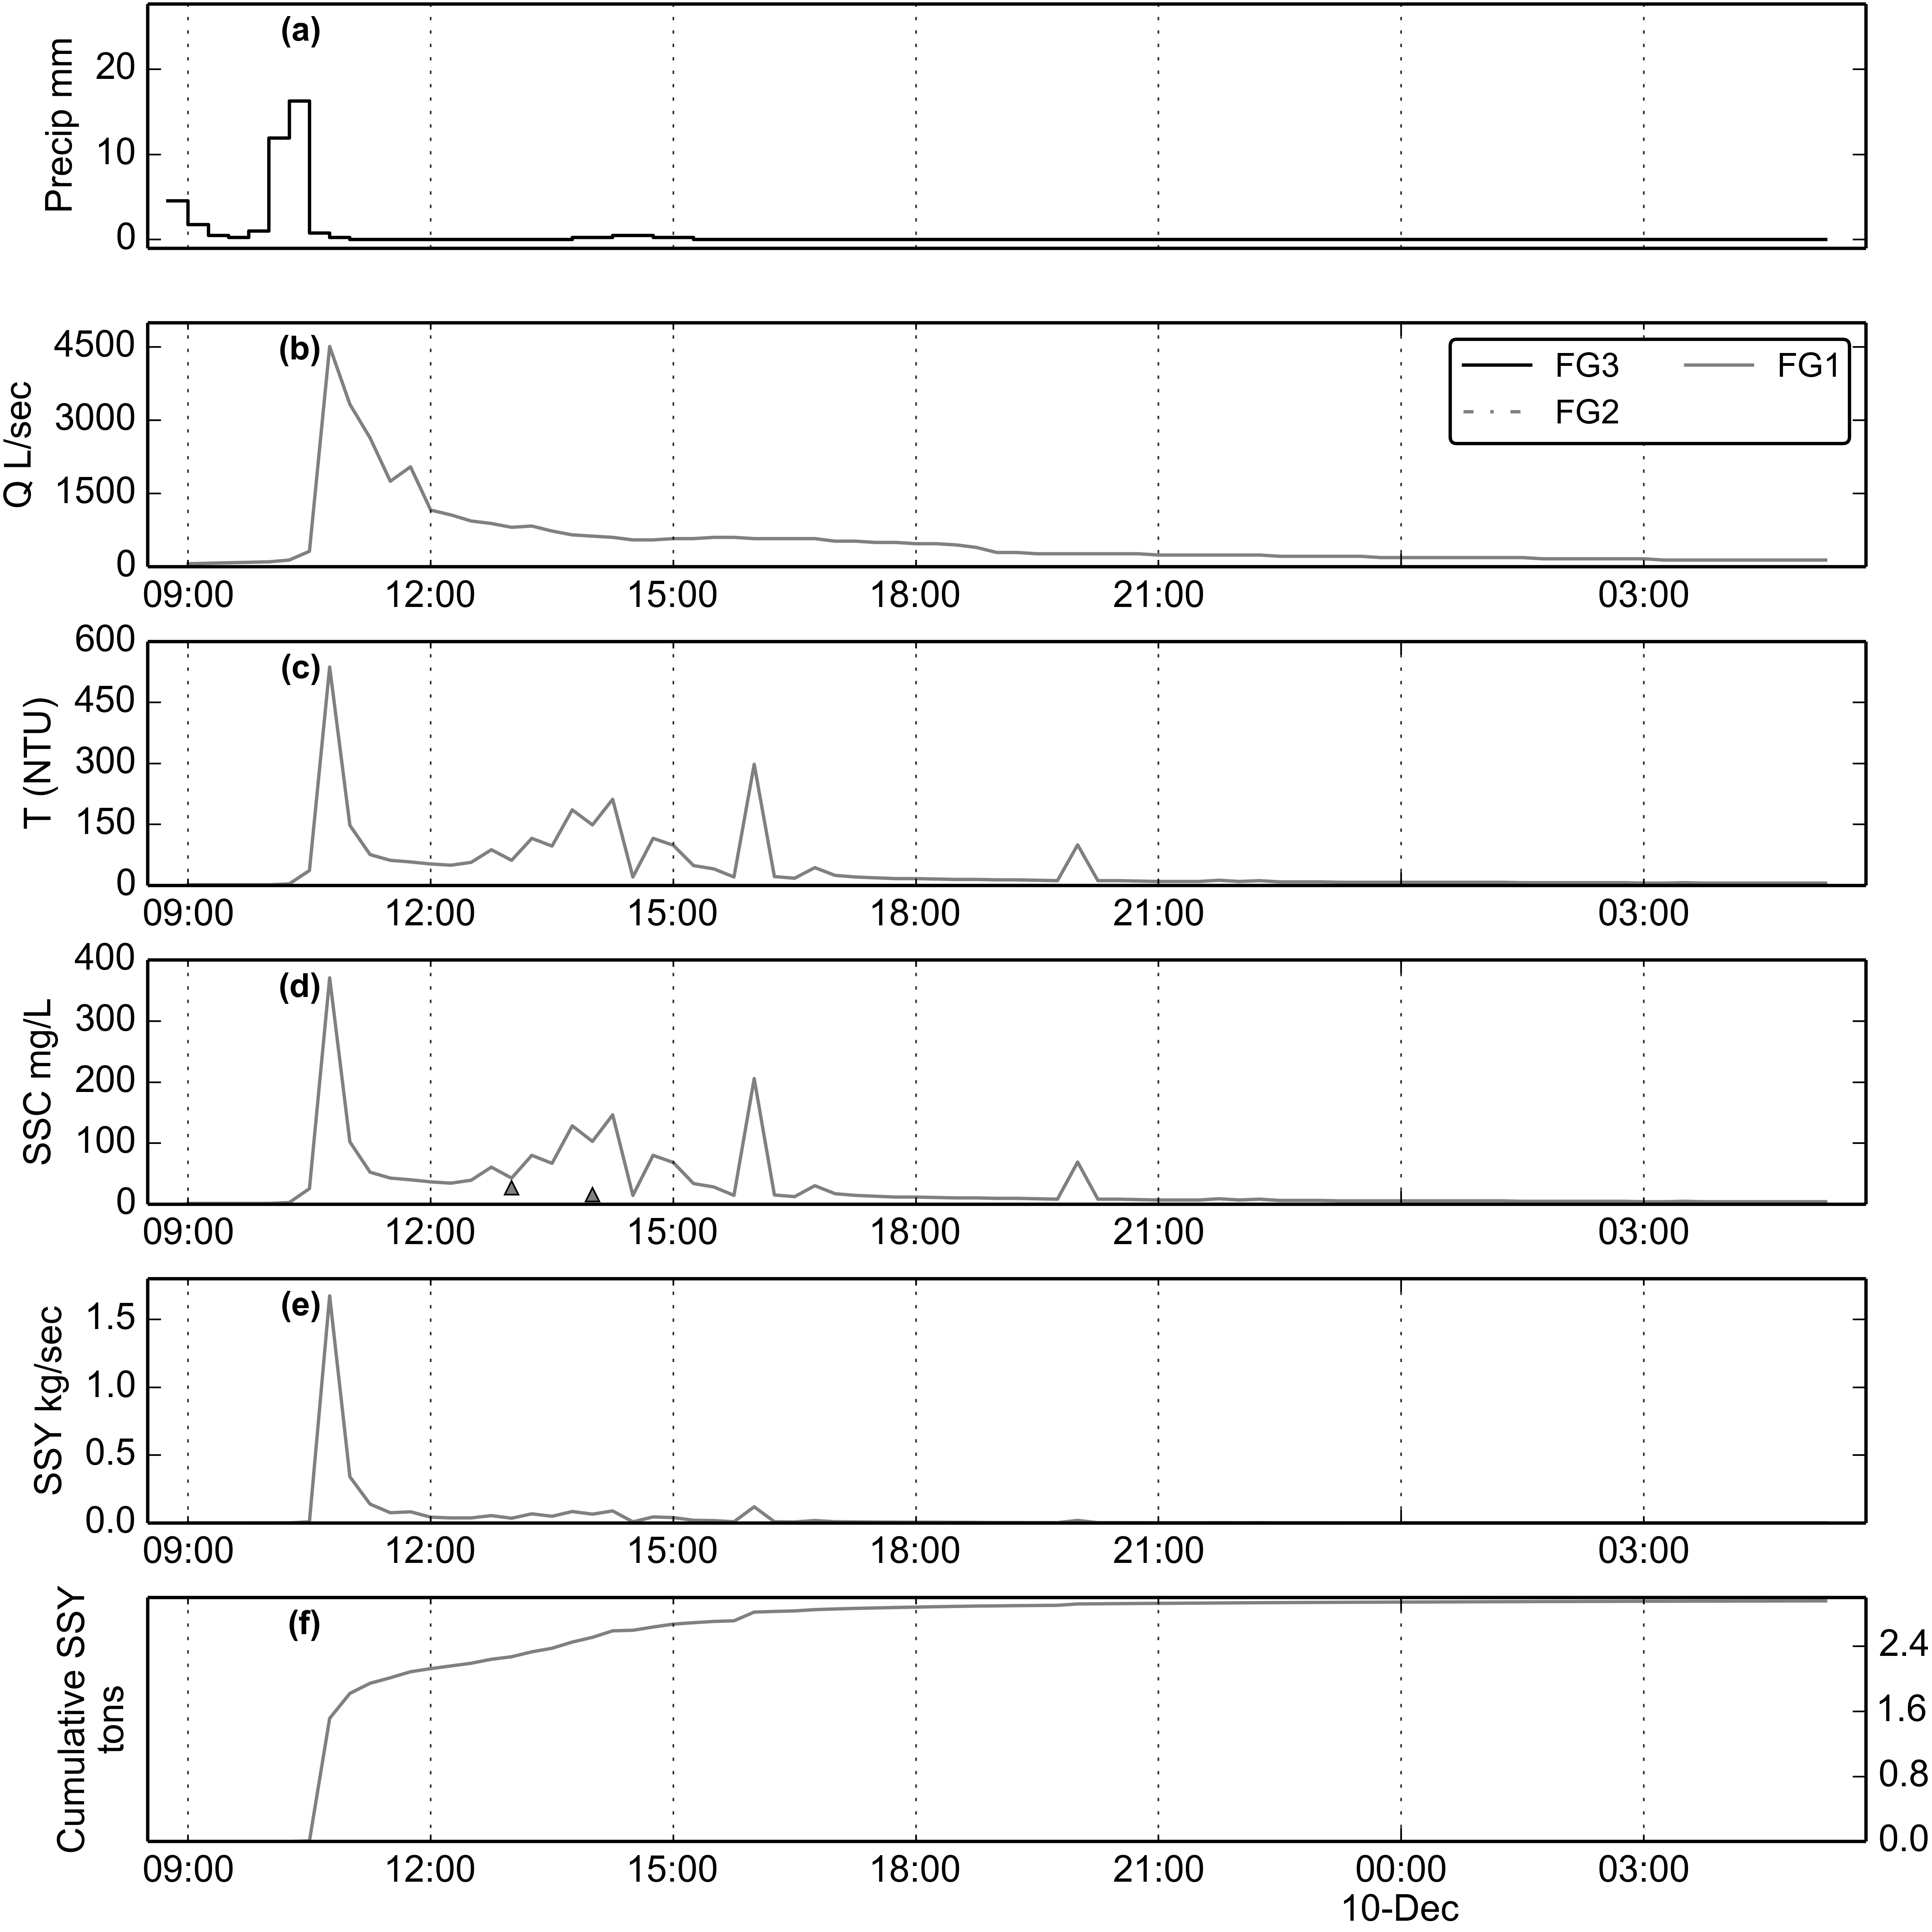 (a)
Precip mm
20
10
0
(b)
Q L/sec
4500
3000
1500
0
FG3 FG1
FG2
09:00 12:00 15:00 18:00 21:00 03:00
(c)
T (NTU)
600
450
300
150
0
09:00 12:00 15:00 18:00 21:00 03:00
(d)
SSC mg/L
400
300
200
100
0
09:00 12:00 15:00 18:00 21:00 03:00
(e)
SSY kg/sec
1.5
1.0
0.5
0.0
09:00 12:00 15:00 18:00 21:00 03:00
(f)
Cumulative SSY
tons
2.4
1.6
0.8
0.0
09:00 12:00 15:00 18:00 21:00 00:00 03:00
10-Dec